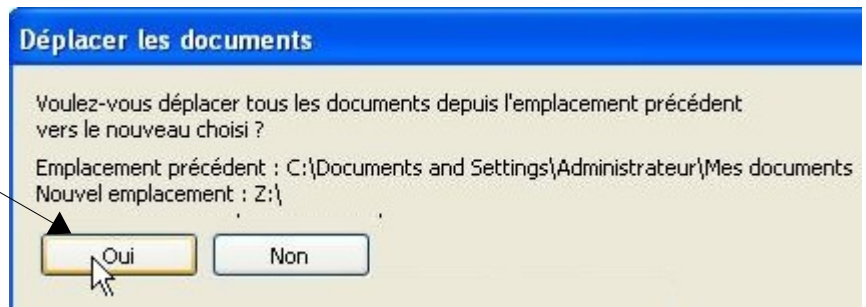 Déplacer les documents
Voulez-vous déplacer tous les documents depuis l'emplacement précédent
vers le nouveau choisi ?
Emplacement précédent : C:\Documents and Settings\Administrateur\Mes documents
Nouvel emplacement : Z:\
Oui
Non